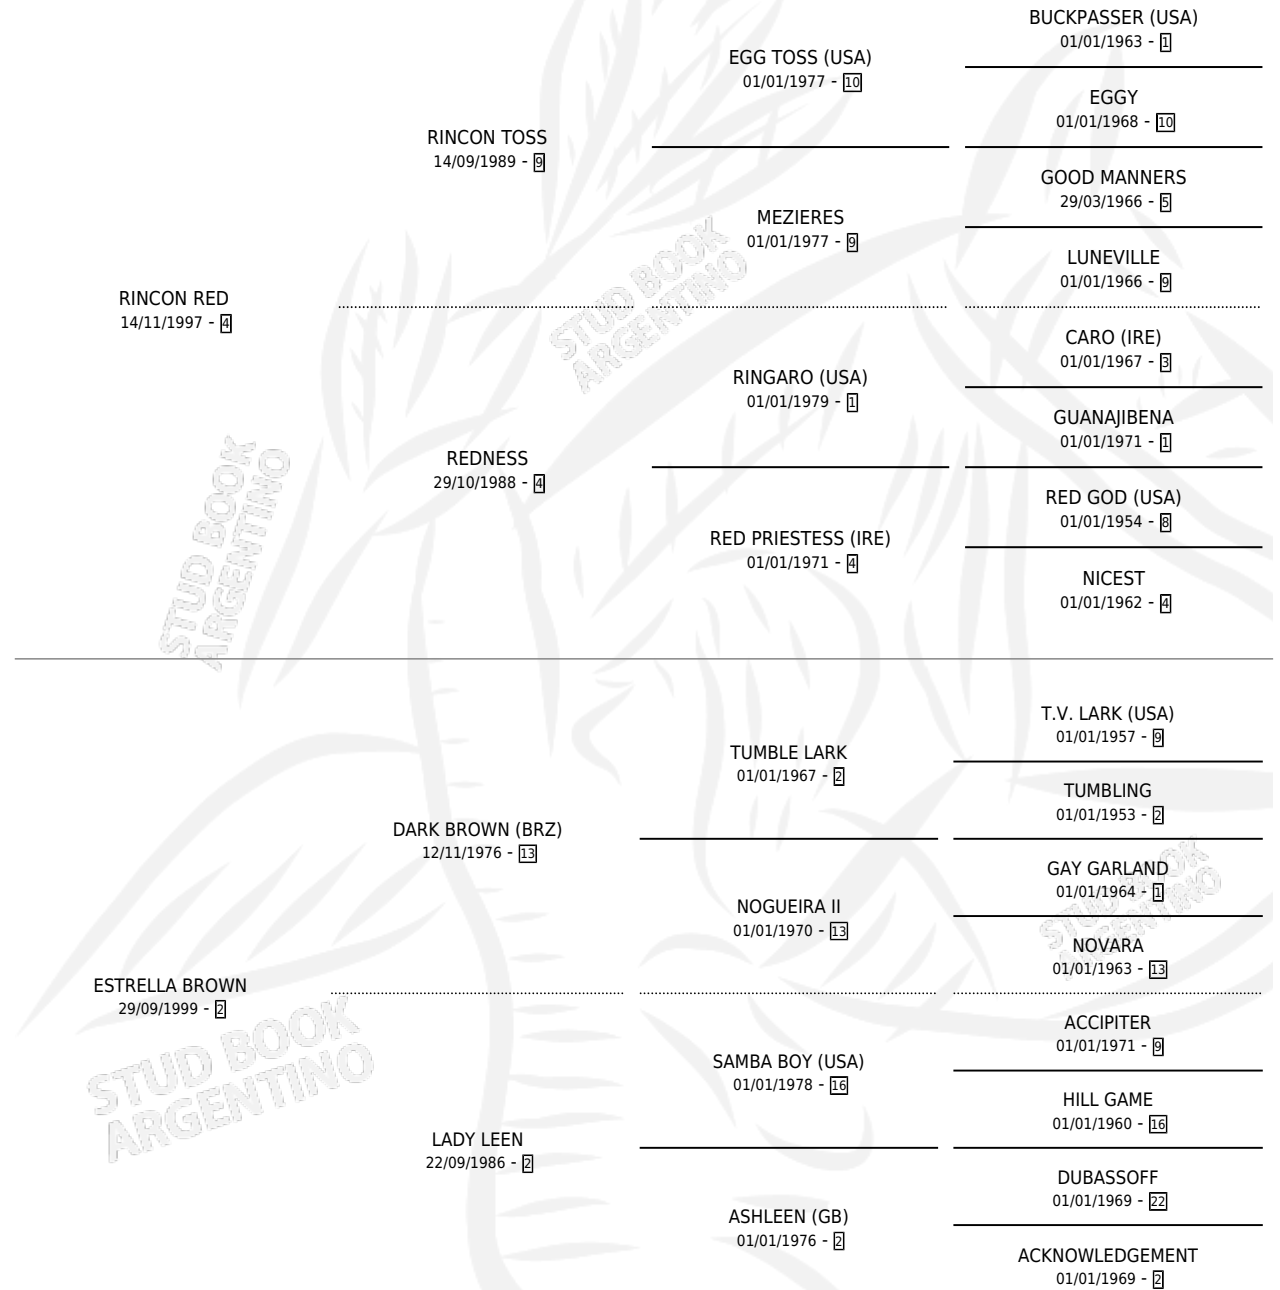 BUCKPASSER (USA)
01/01/1963 - 1
EGG TOSS (USA)
01/01/1977 - 10
EGGY
01/01/1968 - 10
RINCON TOSS
14/09/1989 - 9
GOOD MANNERS
29/03/1966 - 5
MEZIERES
01/01/1977 - 9
LUNEVILLE
01/01/1966 - 9
RINCON RED
14/11/1997 - 4
CARO (IRE)
01/01/1967 - 3
RINGARO (USA)
01/01/1979 - 1
GUANAJIBENA
01/01/1971 - 1
REDNESS
29/10/1988 - 4
RED GOD (USA)
01/01/1954 - 8
RED PRIESTESS (IRE)
01/01/1971 - 4
NICEST
01/01/1962 - 4
T.V. LARK (USA)
01/01/1957 - 9
TUMBLE LARK
01/01/1967 - 2
TUMBLING
01/01/1953 - 2
DARK BROWN (BRZ)
12/11/1976 - 13
GAY GARLAND
01/01/1964 - 1
NOGUEIRA II
01/01/1970 - 13
NOVARA
01/01/1963 - 13
ESTRELLA BROWN
29/09/1999 - 2
ACCIPITER
01/01/1971 - 9
SAMBA BOY (USA)
01/01/1978 - 16
HILL GAME
01/01/1960 - 16
LADY LEEN
22/09/1986 - 2
DUBASSOFF
01/01/1969 - 22
ASHLEEN (GB)
01/01/1976 - 2
ACKNOWLEDGEMENT
01/01/1969 - 2
STUD BOOK
ARGENTINO
STUD BOOK
ARGENTINO
STUD BOOK
ARGENTINO
STUD BOOK
ARGENTINO